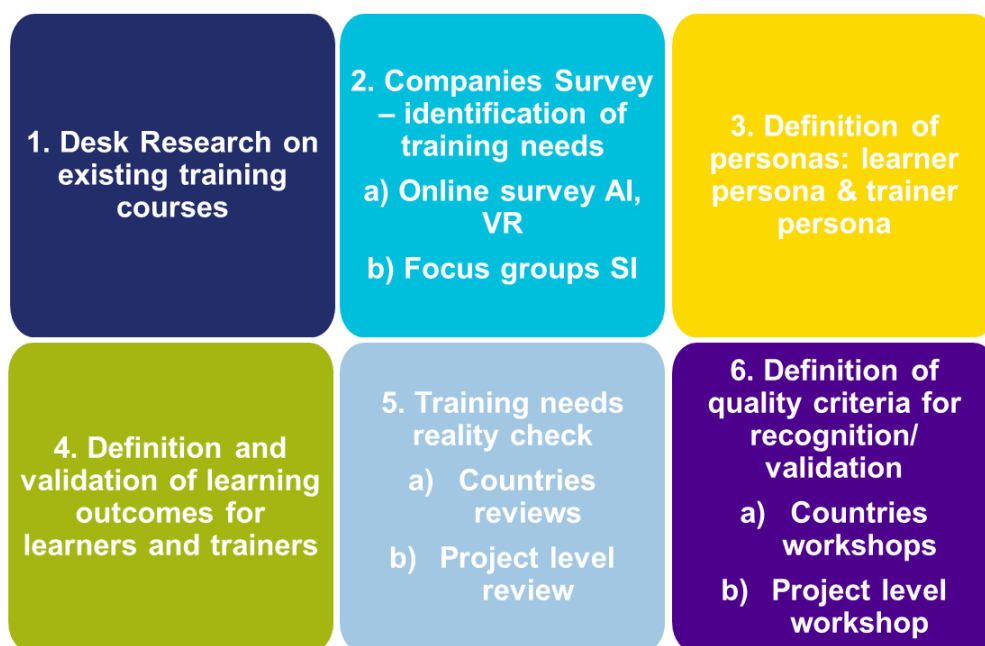 1. Desk Research on
existing training
courses
2. Companies Survey
– identification of
training needs
a) Online survey AI,
VR
b) Focus groups SI
3. Definition of
personas: learner
persona & trainer
persona
4. Definition and
validation of learning
outcomes for
learners and trainers
5. Training needs
reality check
a) Countries
reviews
b) Project level
review
6. Definition of
quality criteria for
recognition/
validation
a) Countries
workshops
b) Project level
workshop